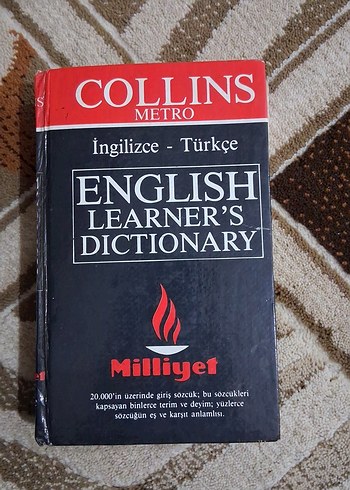 COLLINS
METRO
İngilizce - Türkçe
ENGLISH
LEARNER'S
DICTIONARY
Milliyet
20.000'in üzerinde giriş sözcük; bu sözcükleri
kapsayan binlerce terim ve deyim; yüzlerce
sözcüğün eş ve karşıt anlamlısı.